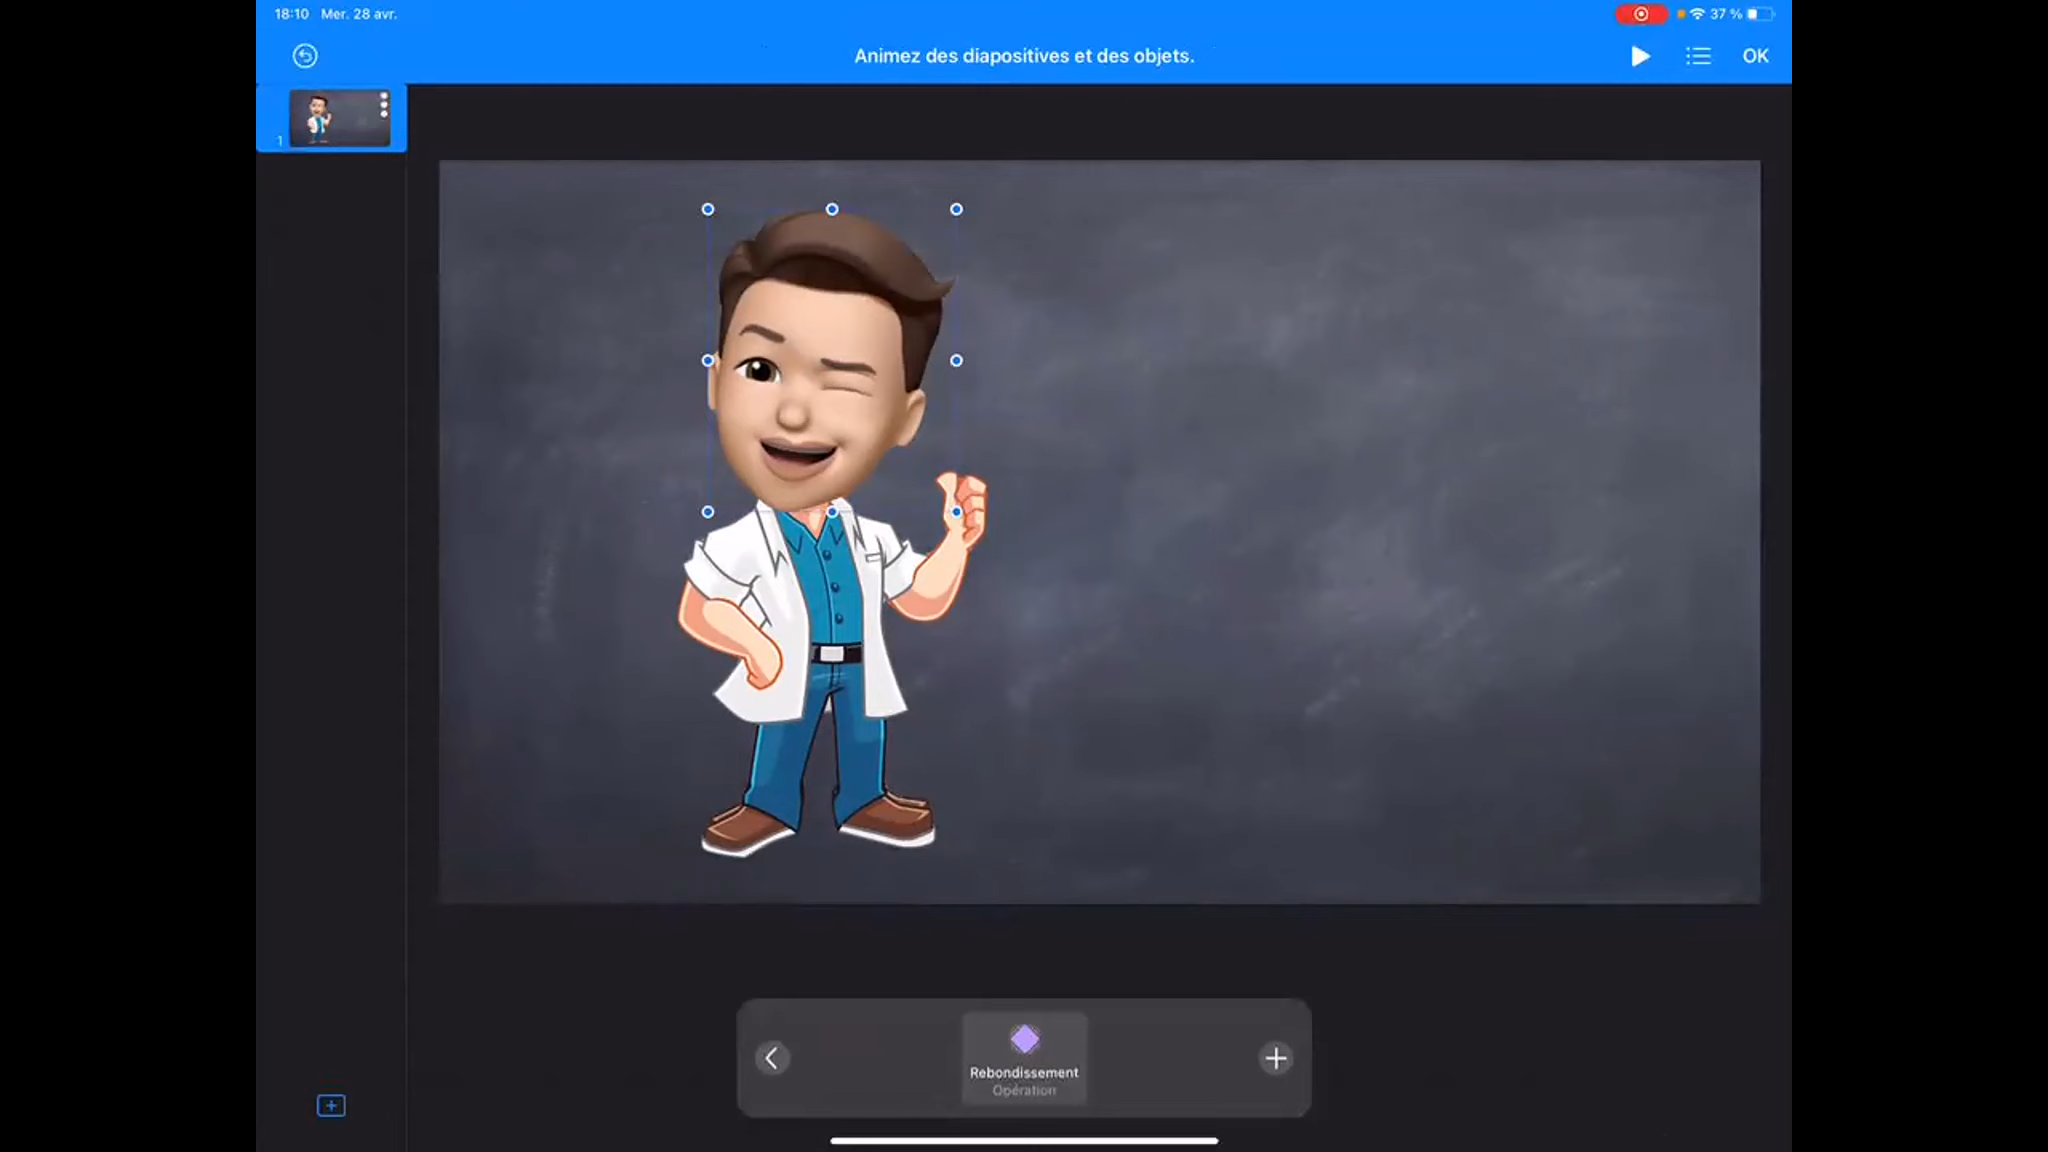 18:10 Mer. 28 avr.
37 %
Animez des diapositives et des objets.
OK
1
Rebondissement
Opération